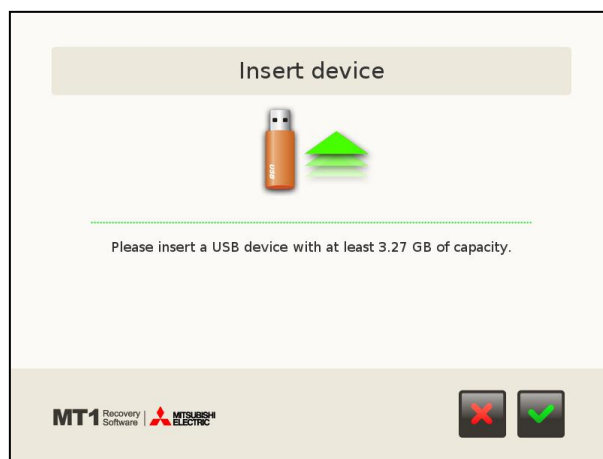 Insert device
USB
Please insert a USB device with at least 3.27 GB of capacity.
MT1 Recovery Software
MITSUBISHI
ELECTRIC